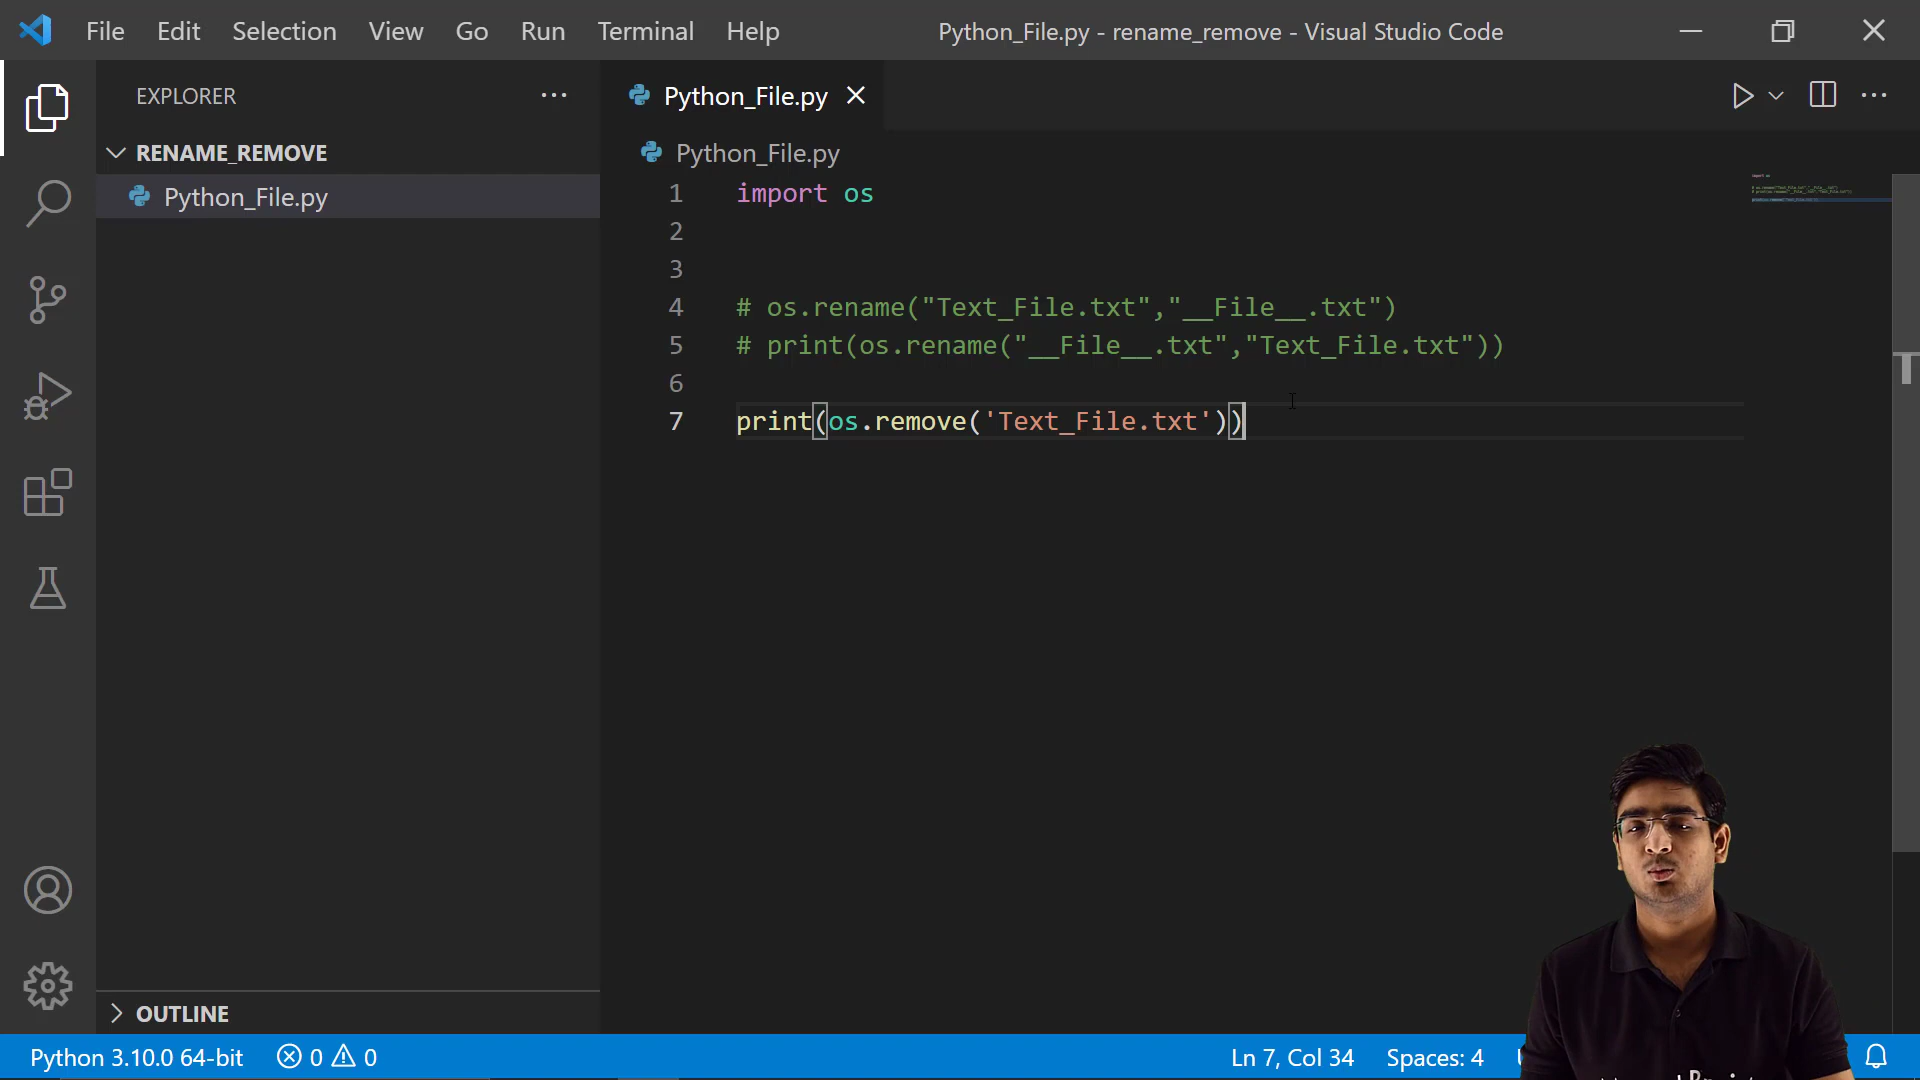 File Edit Selection View Go Run Terminal Help Python_File.py - rename_remove - Visual Studio Code
EXPLORER
Python_File.py
RENAME_REMOVE
Python_File.py
Python_File.py
1 import os
2
3
4 # os.rename("Text_File.txt","__File__.txt")
5 # print(os.rename("__File__.txt","Text_File.txt"))
6
7 print(os.remove('Text_File.txt'))
OUTLINE
Python 3.10.0 64-bit 0 0 Ln 7, Col 34 Spaces: 4